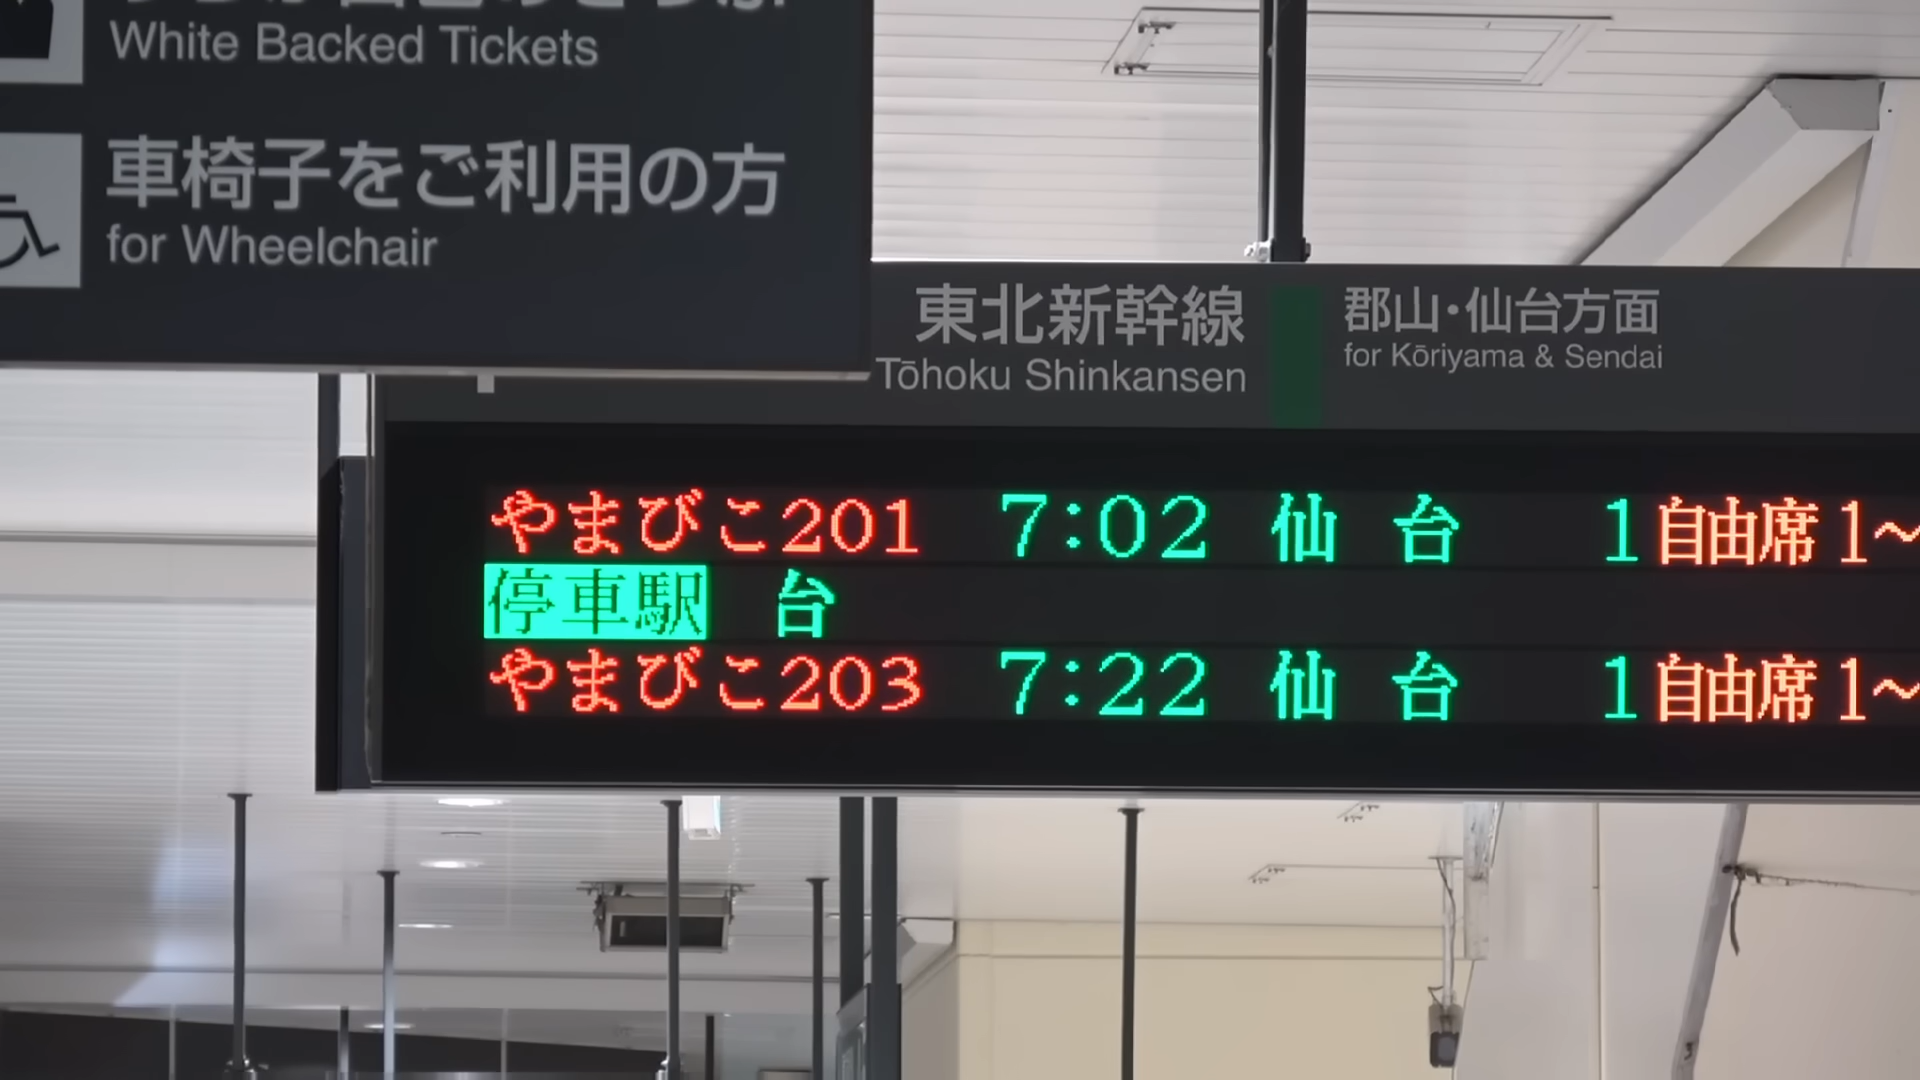 White Backed Tickets
車椅子をご利用の方
for Wheelchair
東北新幹線 郡山・仙台方面
Tōhoku Shinkansen for Kōriyama & Sendai
やまびこ201 7:02 仙台 1 自由席 1～
停車駅 台
やまびこ203 7:22 仙台 1 自由席 1～